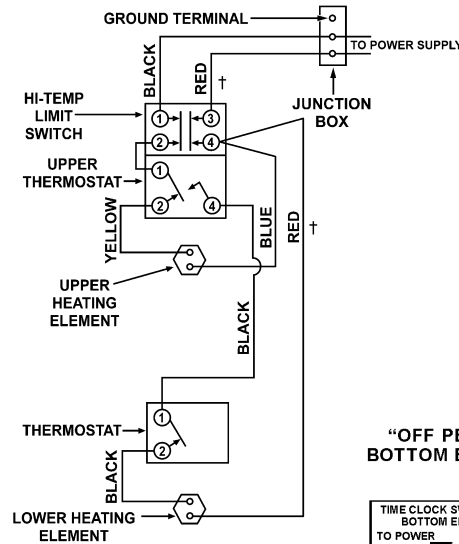 GROUND TERMINAL
TO POWER SUPPLY
BLACK
RED
†
HI-TEMP
LIMIT
SWITCH
JUNCTION
BOX
1
3
2
4
UPPER
THERMOSTAT
1
2
4
YELLOW
BLUE
RED
†
UPPER
HEATING
ELEMENT
BLACK
THERMOSTAT
1
2
BLACK
LOWER HEATING
ELEMENT
"OFF PE
BOTTOM E
TIME CLOCK SW
BOTTOM EL
TO POWER